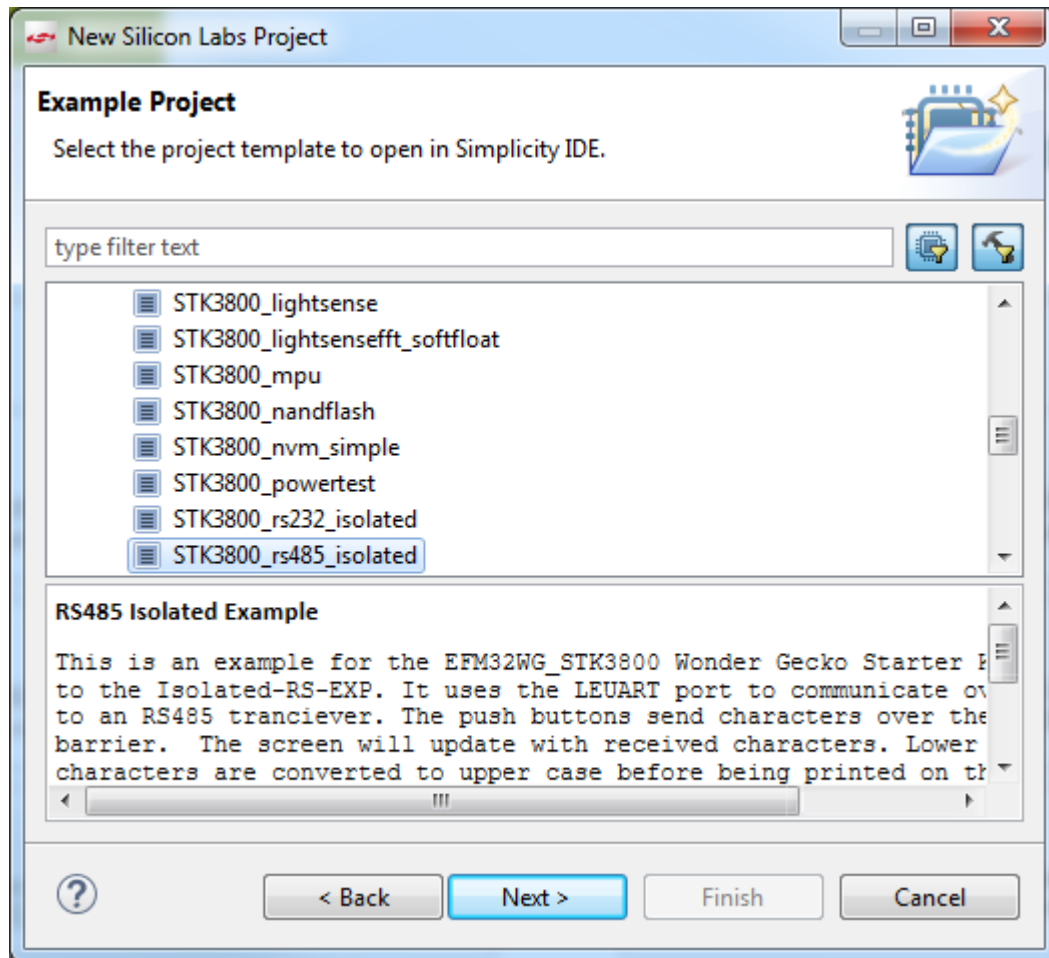 New Silicon Labs Project
Example Project
Select the project template to open in Simplicity IDE.
type filter text
STK3800_lightsense
STK3800_lightsensefft_softfloat
STK3800_mpu
STK3800_nandflash
STK3800_nvm_simple
STK3800_powertest
STK3800_rs232_isolated
STK3800_rs485_isolated
RS485 Isolated Example
This is an example for the EFM32WG_STK3800 Wonder Gecko Starter
to the Isolated-RS-EXP. It uses the LEUART port to communicate
to an RS485 tranciever. The push buttons send characters over the
barrier.  The screen will update with received characters. Lower
characters are converted to upper case before being printed on
?
< Back
Next >
Finish
Cancel